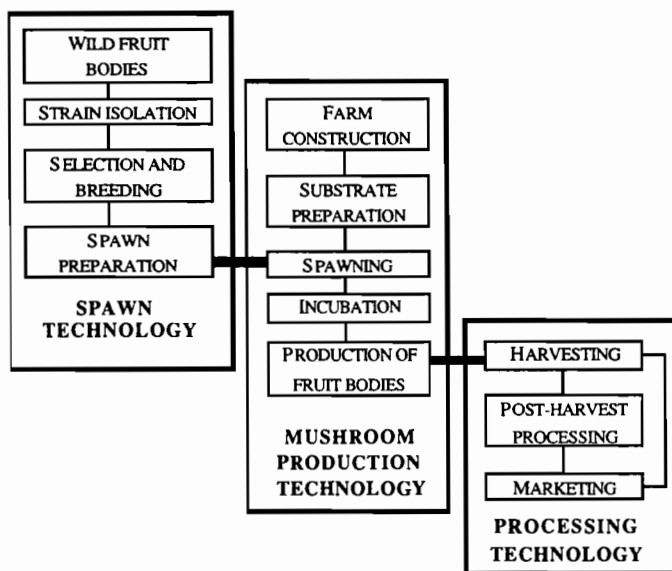 WILD FRUIT
BODIES
STRAIN ISOLATION
SELECTION AND
BREEDING
SPAWN
PREPARATION
SPAWN
TECHNOLOGY
FARM
CONSTRUCTION
SUBSTRATE
PREPARATION
SPAWNING
INCUBATION
PRODUCTION OF
FRUIT BODIES
MUSHROOM
PRODUCTION
TECHNOLOGY
HARVESTING
POST-HARVEST
PROCESSING
MARKETING
PROCESSING
TECHNOLOGY